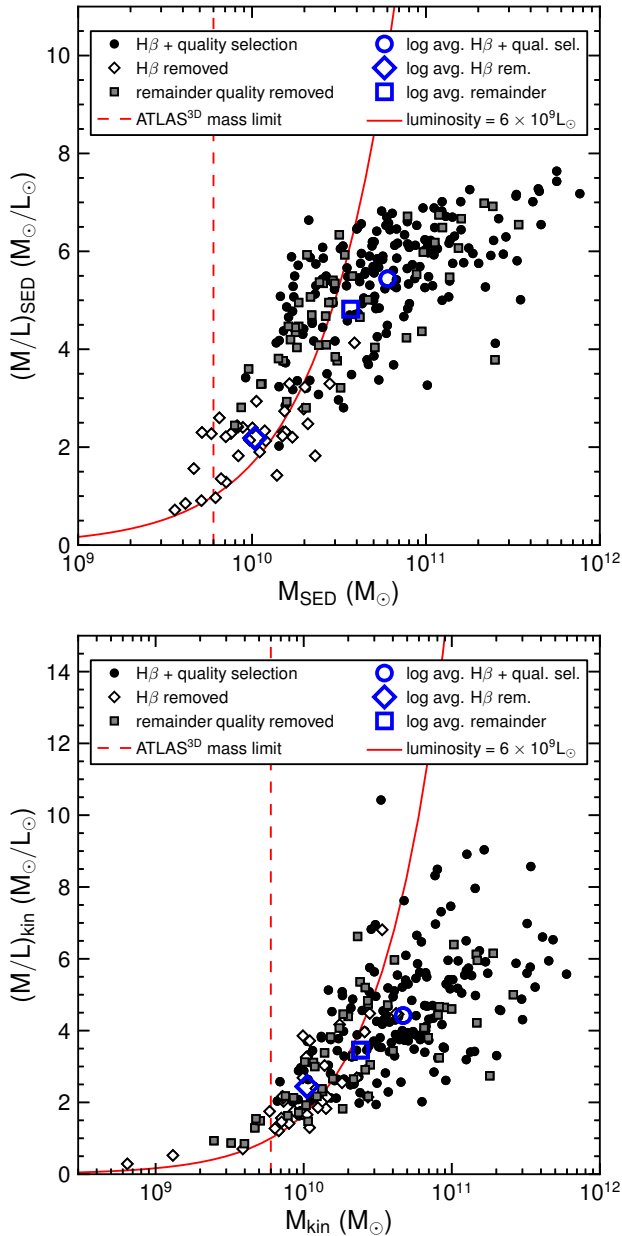 Hβ + quality selection
log avg. Hβ + qual. sel.
Hβ removed
log avg. Hβ rem.
remainder quality removed
log avg. remainder
ATLAS³ᴰ mass limit
luminosity = 6 × 10⁹L⊙
10
8
6
4
2
0
(M/L)SED (M⊙/L⊙)
10⁹
10¹⁰
10¹¹
10¹²
MSED (M⊙)
Hβ + quality selection
log avg. Hβ + qual. sel.
Hβ removed
log avg. Hβ rem.
remainder quality removed
log avg. remainder
ATLAS³ᴰ mass limit
luminosity = 6 × 10⁹L⊙
14
12
10
8
6
4
2
0
(M/L)kin (M⊙/L⊙)
10⁹
10¹⁰
10¹¹
10¹²
Mkin (M⊙)